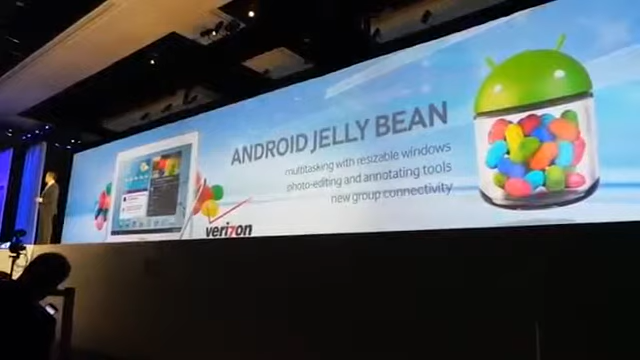 ANDROID JELLY BEAN
multitasking with resizable windows
photo-editing and annotating tools
new group connectivity
verizon